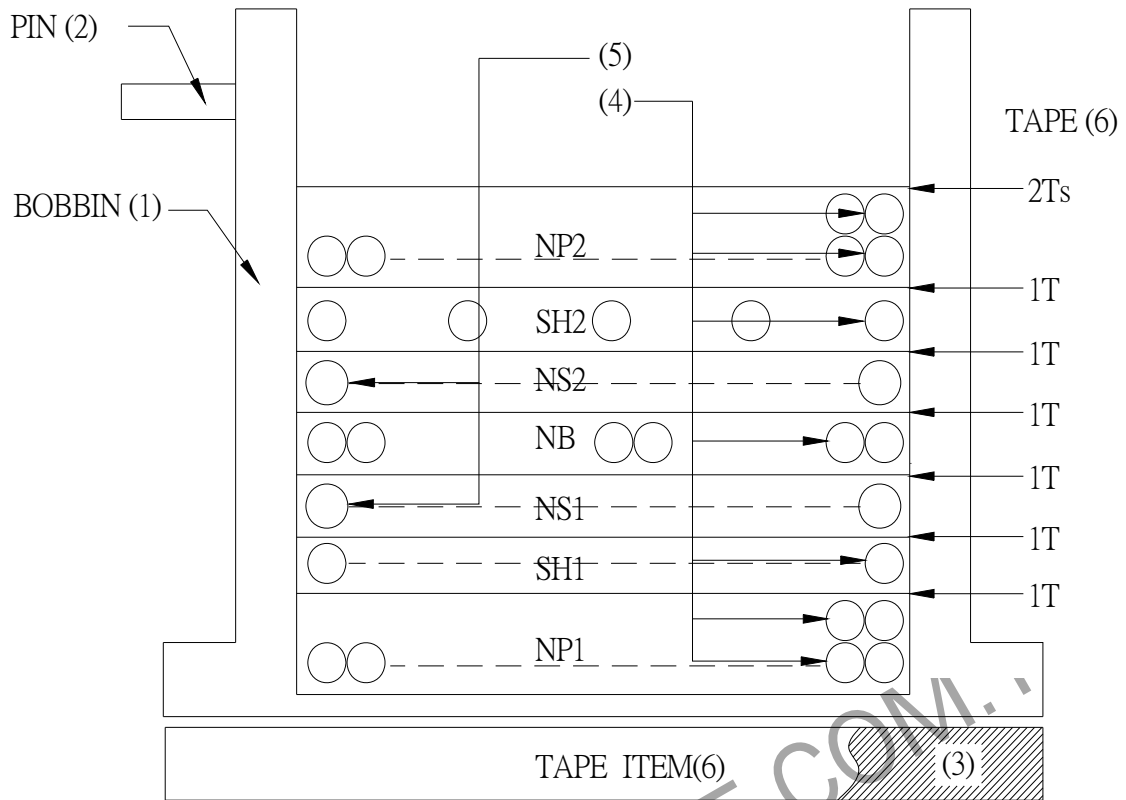 PIN (2)
(5)
(4)
TAPE (6)
BOBBIN (1)
2Ts
NP2
1T
SH2
1T
NS2
1T
NB
1T
NS1
1T
SH1
1T
NP1
TAPE ITEM(6)
(3)
COM.